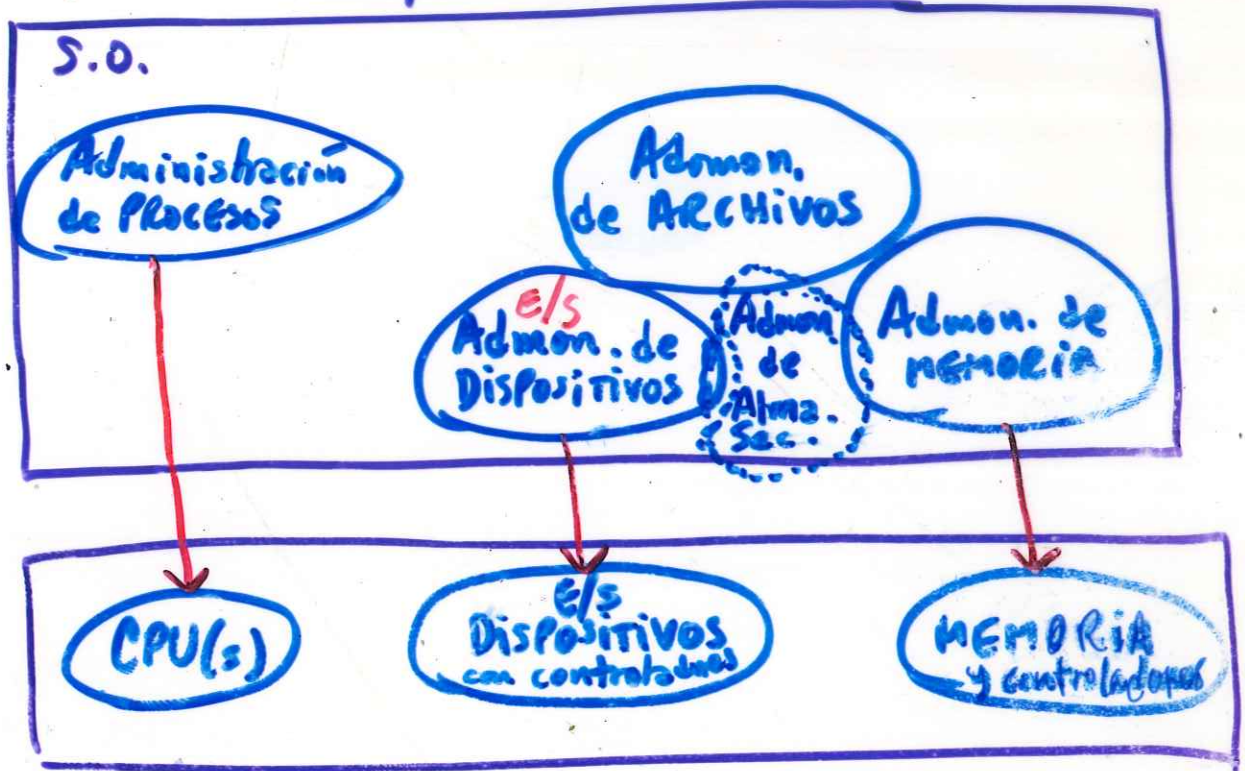 S.O.
Administración
de PROCESOS
Admon.
de ARCHIVOS
E/S
Admon. de
DISPOSITIVOS
Admon
de
Alma.
Sec.
Admon. de
MEMORIA
CPU(s)
E/S
DISPOSITIVOS
con controladores
MEMORIA
y controladores